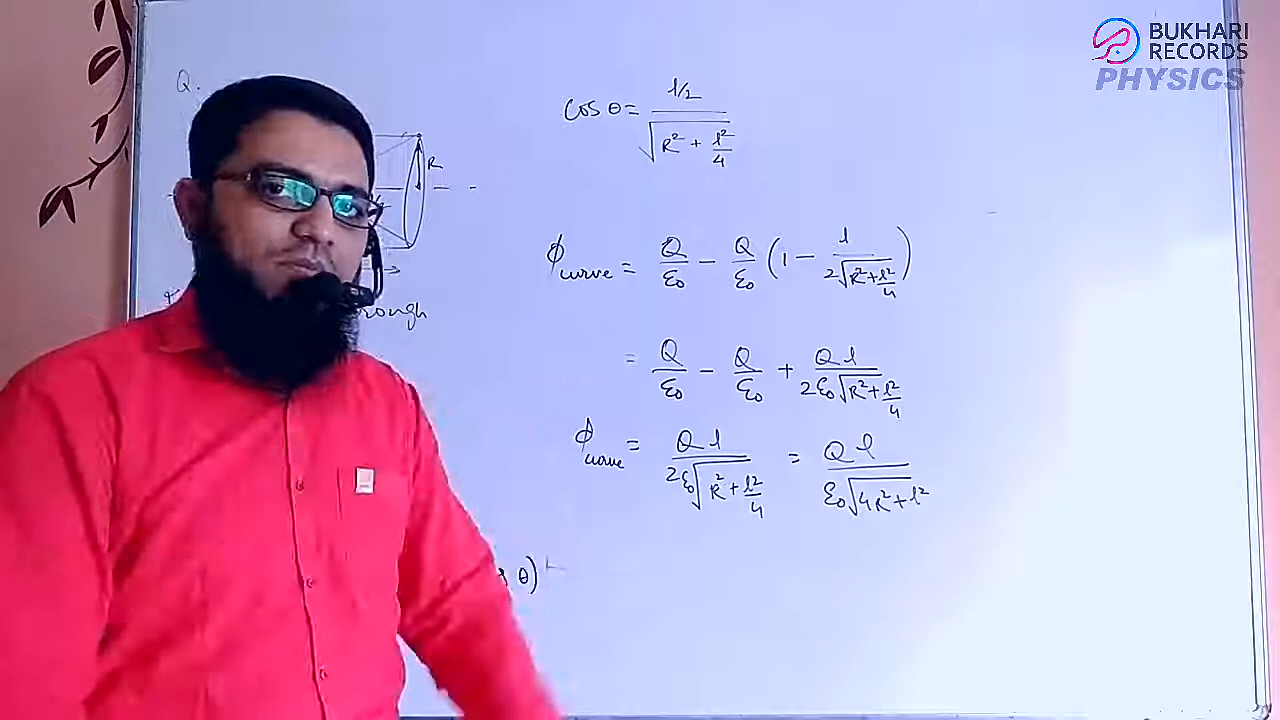 BUKHARI
RECORDS
PHYSICS
Q.
R
cos θ = l/2 / √(R² + l²/4)
ϕcurve = Q/ε₀ − Q/ε₀ (1 − l / 2√(R²+l²/4))
= Q/ε₀ − Q/ε₀ + Ql / 2ε₀√(R²+l²/4)
ϕcurve = Ql / 2ε₀√(R²+l²/4) = Ql / ε₀√(4R²+l²)
θ)